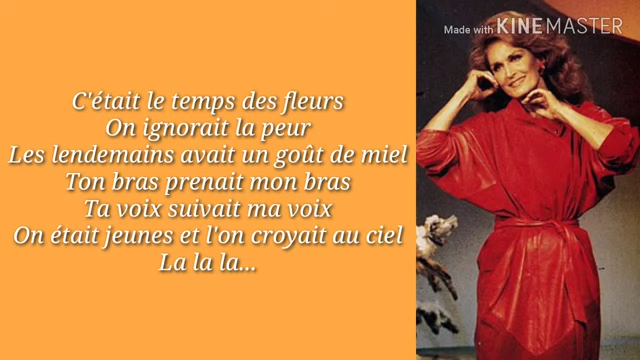 C'était le temps des fleurs
On ignorait la peur
Les lendemains avait un goût de miel
Ton bras prenait mon bras
Ta voix suivait ma voix
On était jeunes et l'on croyait au ciel
La la la...
Made with KINEMASTER